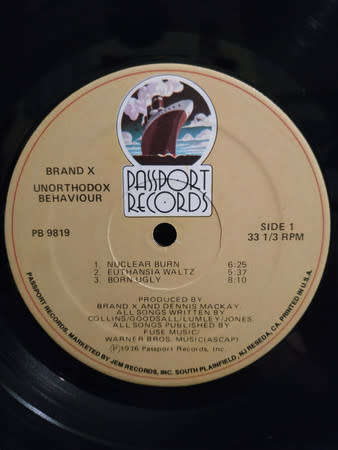 PASSPORT
RECORDS
BRAND X
UNORTHODOX
BEHAVIOUR
PB 9819
SIDE 1
33 1/3 RPM
1. NUCLEAR BURN 6:25
2. EUTHANSIA WALTZ 5:37
3. BORN UGLY 8:10
PRODUCED BY
BRAND X AND DENNIS MACKAY.
ALL SONGS WRITTEN BY
COLLINS/GOODSALL/LUMLEY/JONES.
ALL SONGS PUBLISHED BY
FUSE MUSIC/
WARNER BROS. MUSIC(ASCAP)
Ⓟ1976 Passport Records, Inc.
PASSPORT RECORDS, MARKETED BY JEM RECORDS, INC. SOUTH PLAINFIELD, NJ RESEDA, CA. PRINTED IN U.S.A.